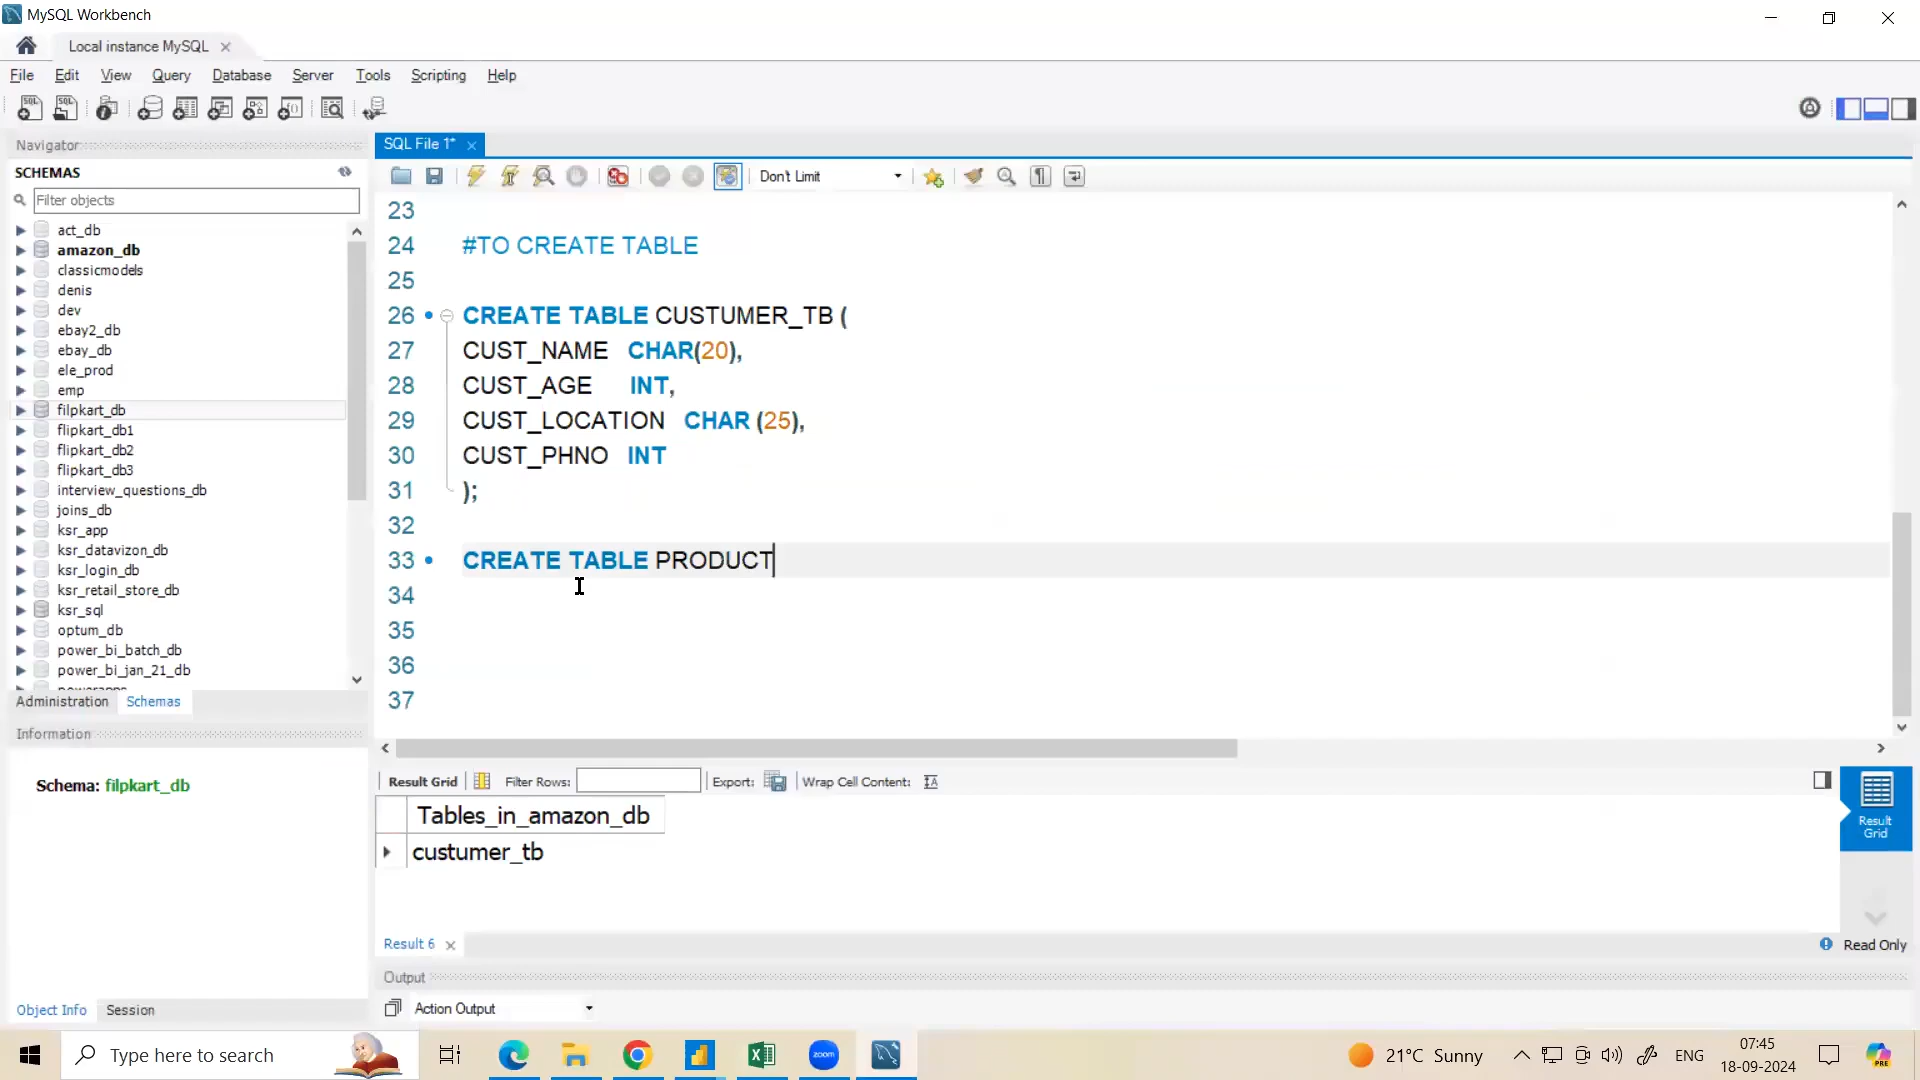 MySQL Workbench
Local instance MySQL
File Edit View Query Database Server Tools Scripting Help
Navigator
SCHEMAS
Filter objects
act_db
amazon_db
classicmodels
denis
dev
ebay2_db
ebay_db
ele_prod
emp
filpkart_db
flipkart_db1
flipkart_db2
flipkart_db3
interview_questions_db
joins_db
ksr_app
ksr_datavizon_db
ksr_login_db
ksr_retail_store_db
ksr_sql
optum_db
power_bi_batch_db
power_bi_jan_21_db
Administration Schemas
Information
Schema: filpkart_db
Object Info Session
SQL File 1*
Don't Limit
23
24 #TO CREATE TABLE
25
26 CREATE TABLE CUSTUMER_TB (
27 CUST_NAME CHAR(20),
28 CUST_AGE INT,
29 CUST_LOCATION CHAR (25),
30 CUST_PHNO INT
31 );
32
33 CREATE TABLE PRODUCT
34
35
36
37
Result Grid Filter Rows: Export: Wrap Cell Content:
Tables_in_amazon_db
custumer_tb
Result Grid
Result 6
Read Only
Output
Action Output
Type here to search
zoom
21°C Sunny
ENG
07:45
18-09-2024
PRE